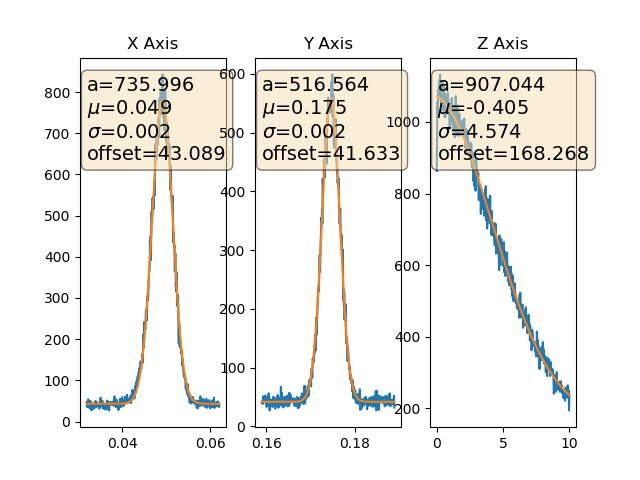 X Axis
Y Axis
Z Axis
a=735.996
μ=0.049
σ=0.002
offset=43.089
a=516.564
μ=0.175
σ=0.002
offset=41.633
a=907.044
μ=-0.405
σ=4.574
offset=168.268
800
700
600
500
400
300
200
100
0
0.04
0.06
600
500
400
300
200
100
0
0.16
0.18
1000
800
600
400
200
0
5
10